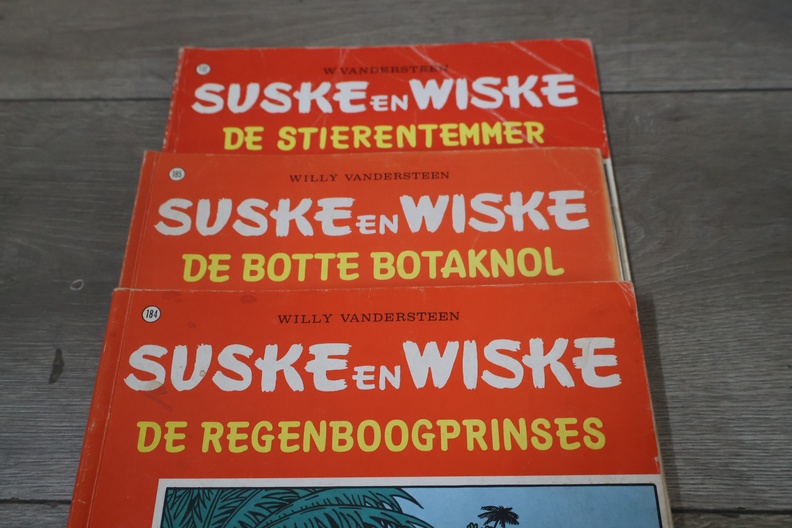 W. VANDERSTEEN
SUSKE EN WISKE
DE STIERENTEMMER
185
WILLY VANDERSTEEN
SUSKE EN WISKE
DE BOTTE BOTAKNOL
184
WILLY VANDERSTEEN
SUSKE EN WISKE
DE REGENBOOGPRINSES